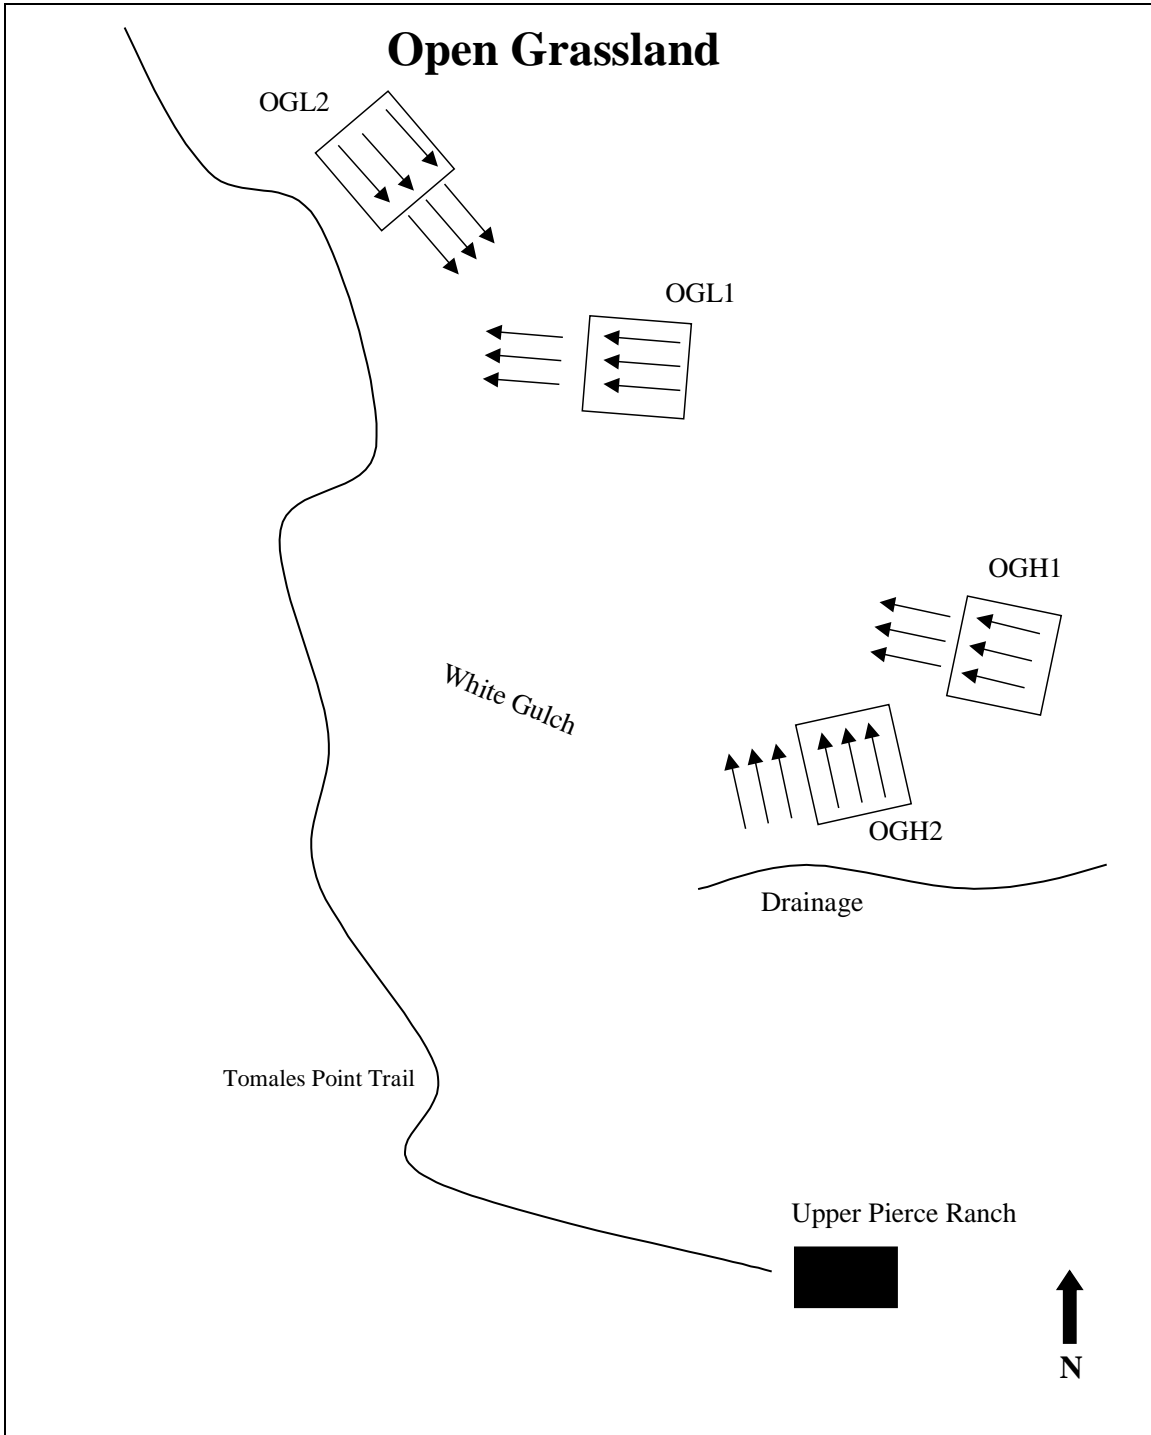 Open Grassland
OGL2
OGL1
OGH1
White Gulch
OGH2
Drainage
Tomales Point Trail
Upper Pierce Ranch
N